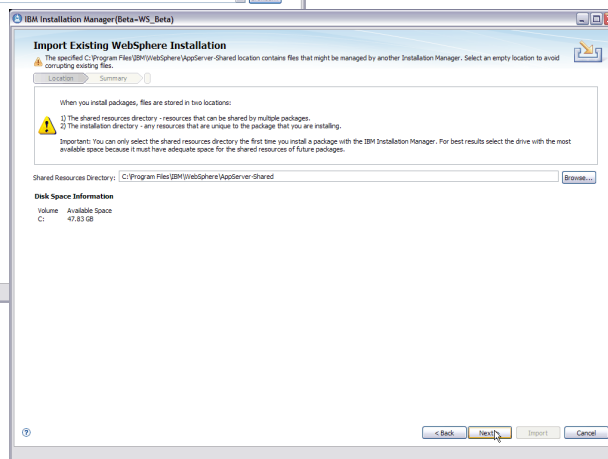 IBM Installation Manager(Beta=WS_Beta)
Import Existing WebSphere Installation
The specified C:\Program Files\IBM\WebSphere\AppServer-Shared location contains files that might be managed by another Installation Manager. Select an empty location to avoid
corrupting existing files.
Location Summary
When you install packages, files are stored in two locations:
1) The shared resources directory - resources that can be shared by multiple packages.
2) The installation directory - any resources that are unique to the package that you are installing.
Important: You can only select the shared resources directory the first time you install a package with the IBM Installation Manager. For best results select the drive with the most
available space because it must have adequate space for the shared resources of future packages.
Shared Resources Directory: C:\Program Files\IBM\WebSphere\AppServer-Shared Browse...
Disk Space Information
Volume Available Space
C: 47.83 GB
? < Back Next > Import Cancel